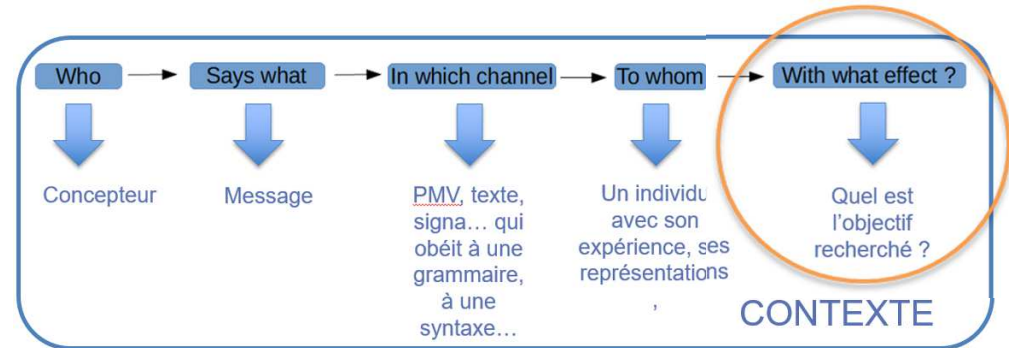 Who
Says what
In which channel
To whom
With what effect ?
Concepteur
Message
PMV, texte,
signa… qui
obéit à une
grammaire,
à une
syntaxe…
Un individu
avec son
expérience, ses
représentations
,
Quel est
l'objectif
recherché ?
CONTEXTE